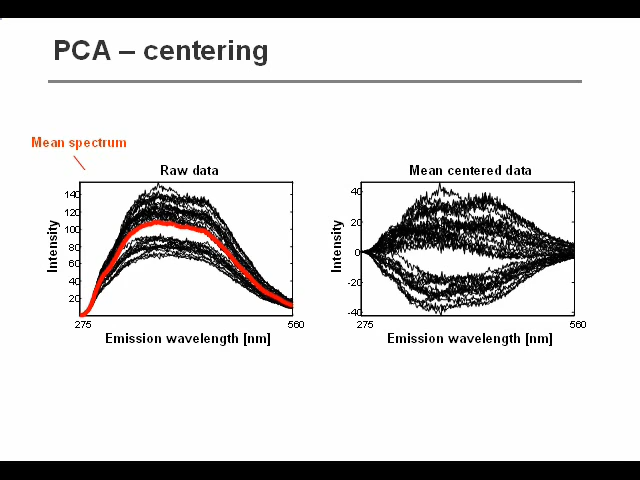 PCA – centering
Mean spectrum
Raw data
140
120
100
80
60
40
20
Intensity
275
560
Emission wavelength [nm]
Mean centered data
40
20
0
-20
-40
Intensity
275
560
Emission wavelength [nm]